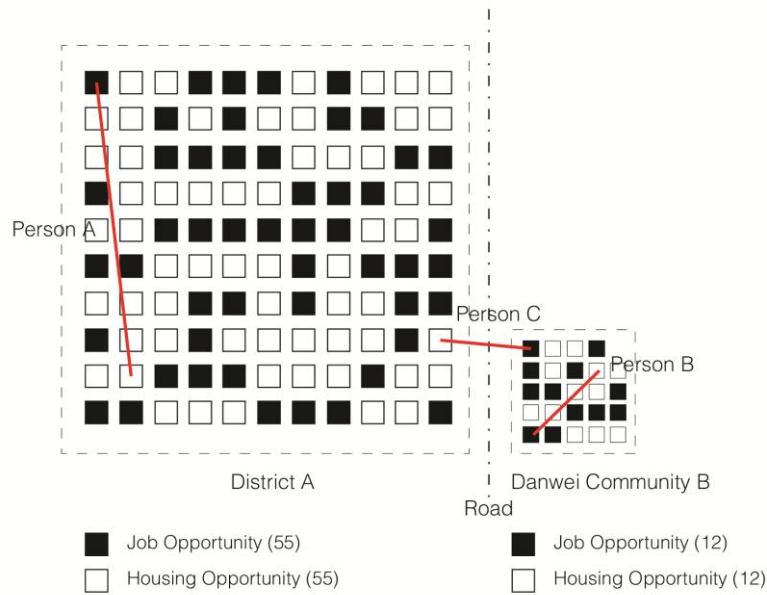 Person A
Person C
Person B
District A
Danwei Community B
Road
Job Opportunity (55)
Job Opportunity (12)
Housing Opportunity (55)
Housing Opportunity (12)